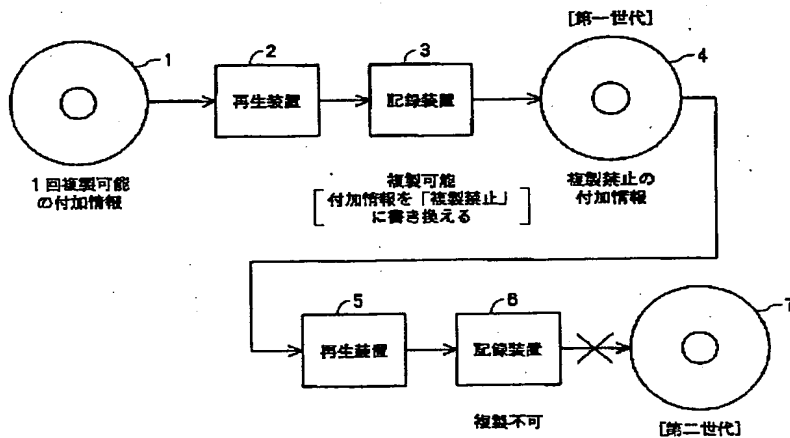 [第一世代]
1
2
3
4
再生装置
記録装置
1回複製可能
の付加情報
複製可能
付加情報を「複製禁止」
に書き換える
複製禁止の
付加情報
5
6
7
再生装置
記録装置
複製不可
[第二世代]